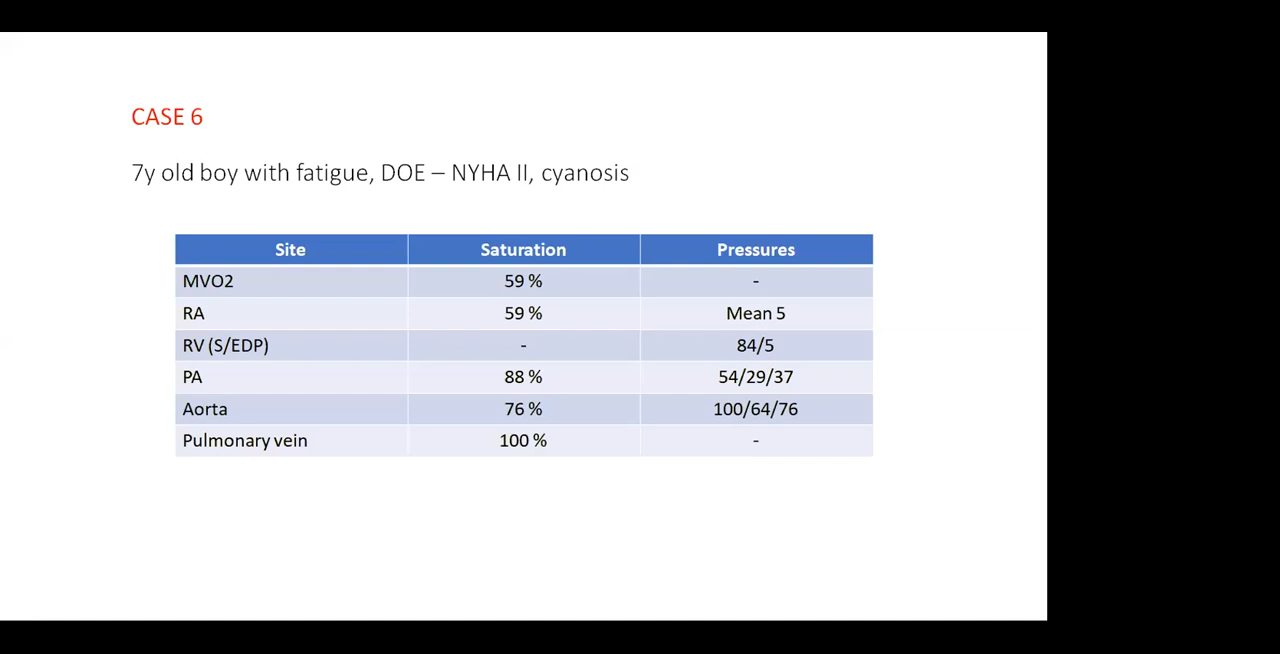 CASE 6
7y old boy with fatigue, DOE – NYHA II, cyanosis
Site Saturation Pressures
MVO2 59 % -
RA 59 % Mean 5
RV (S/EDP) - 84/5
PA 88 % 54/29/37
Aorta 76 % 100/64/76
Pulmonary vein 100 % -